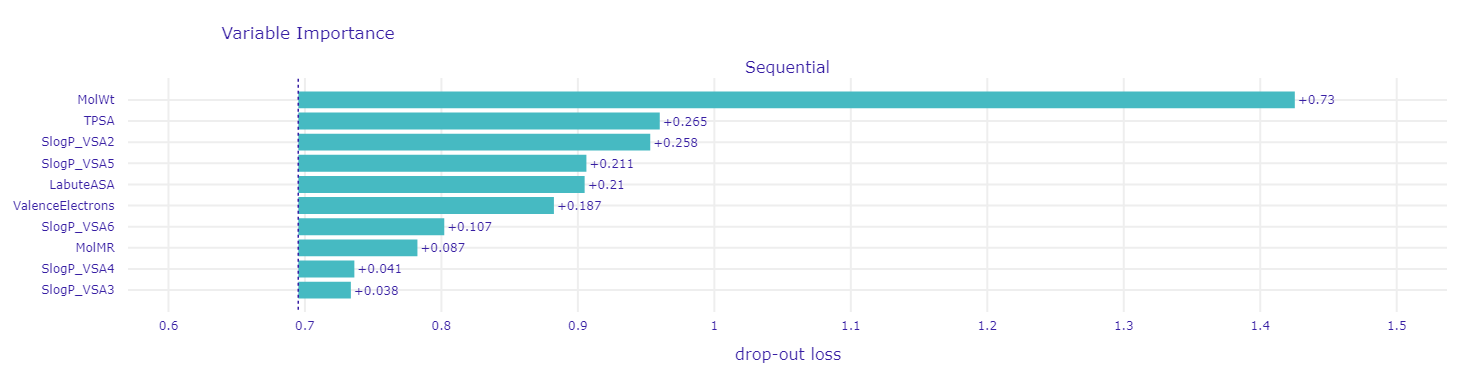 Variable Importance
Sequential
MolWt +0.73
TPSA +0.265
SlogP_VSA2 +0.258
SlogP_VSA5 +0.211
LabuteASA +0.21
ValenceElectrons +0.187
SlogP_VSA6 +0.107
MolMR +0.087
SlogP_VSA4 +0.041
SlogP_VSA3 +0.038
0.6 0.7 0.8 0.9 1 1.1 1.2 1.3 1.4 1.5
drop-out loss